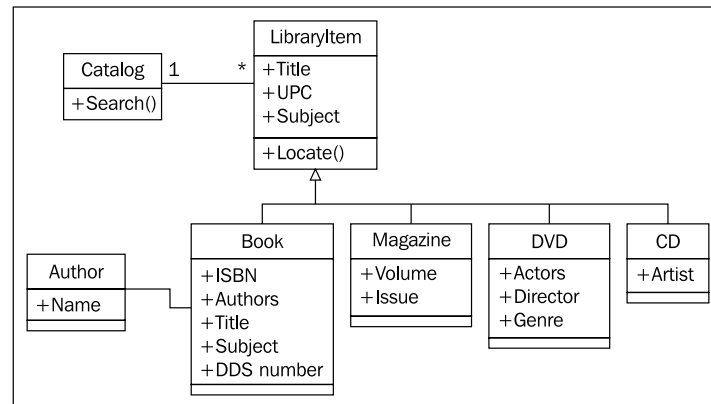 LibraryItem
+Title
+UPC
+Subject
+Locate()
Catalog
+Search()
1
*
Author
+Name
Book
+ISBN
+Authors
+Title
+Subject
+DDS number
Magazine
+Volume
+Issue
DVD
+Actors
+Director
+Genre
CD
+Artist